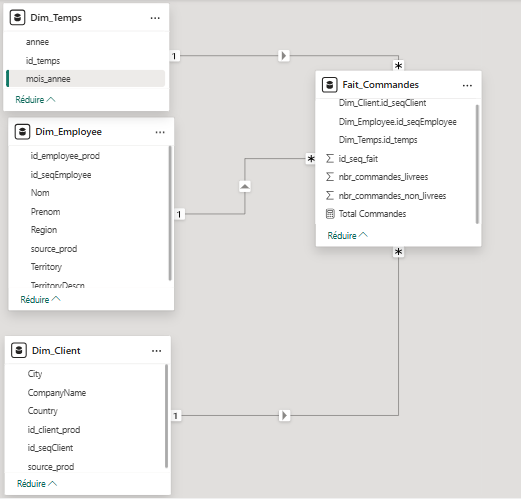 Dim_Temps
...
annee
id_temps
mois_annee
Réduire
Dim_Employee
...
id_employee_prod
id_seqEmployee
Nom
Prenom
Region
source_prod
Territory
TerritoryDescn
Réduire
Dim_Client
...
City
CompanyName
Country
id_client_prod
id_seqClient
source_prod
Réduire
1
*
1
*
1
*
Fait_Commandes
...
Dim_Client.id_seqClient
Dim_Employee.id_seqEmployee
Dim_Temps.id_temps
Σ id_seq_fait
Σ nbr_commandes_livrees
Σ nbr_commandes_non_livrees
Total Commandes
Réduire